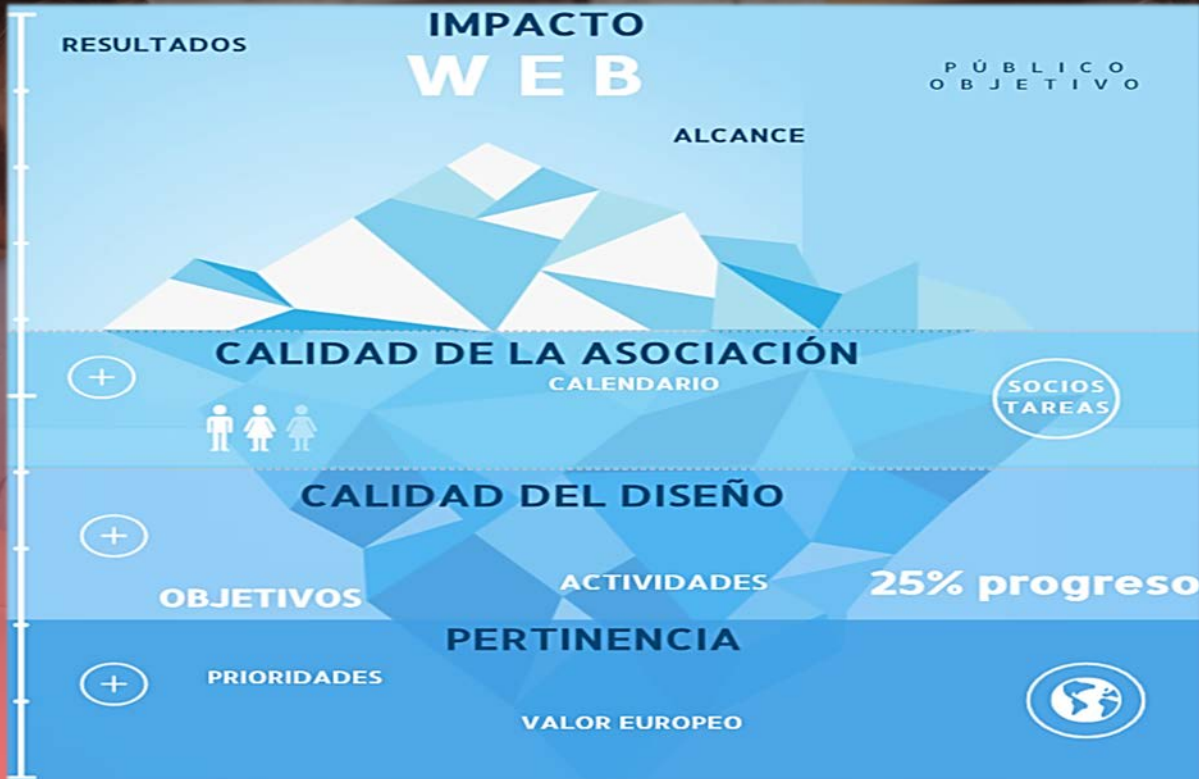 IMPACTO
RESULTADOS
WEB
PÚBLICO
OBJETIVO
ALCANCE
CALIDAD DE LA ASOCIACIÓN
CALENDARIO
SOCIOS
TAREAS
CALIDAD DEL DISEÑO
ACTIVIDADES
25% progreso
OBJETIVOS
PERTINENCIA
PRIORIDADES
VALOR EUROPEO